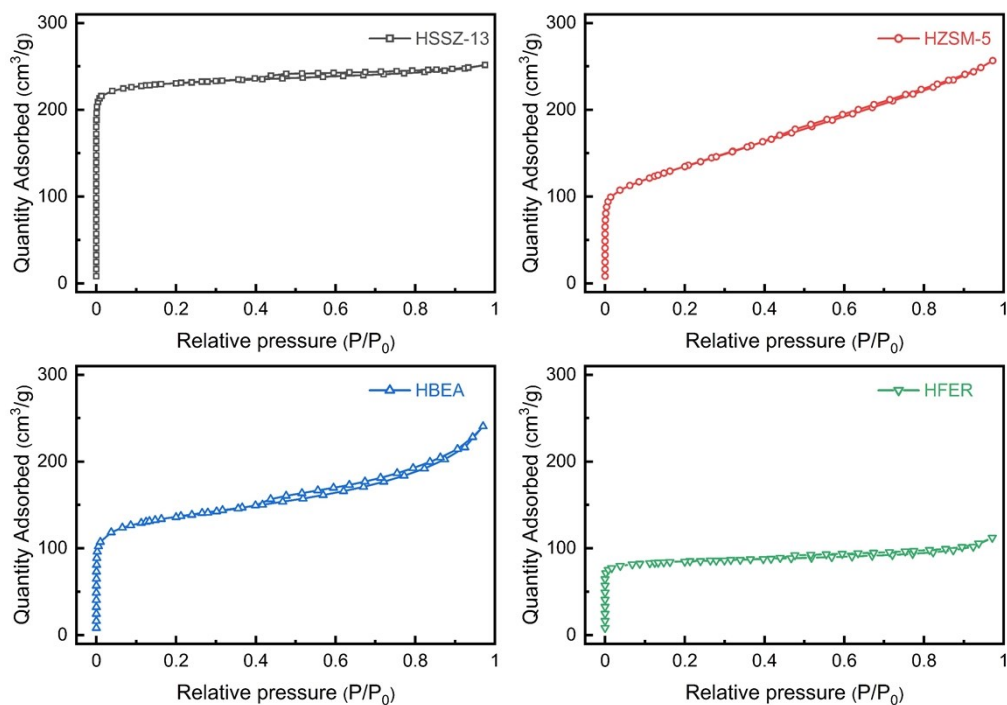 300
200
100
0
Quantity Adsorbed (cm³/g)
HSSZ-13
0 0.2 0.4 0.6 0.8 1
Relative pressure (P/P₀)
300
200
100
0
Quantity Adsorbed (cm³/g)
HZSM-5
0 0.2 0.4 0.6 0.8 1
Relative pressure (P/P₀)
300
200
100
0
Quantity Adsorbed (cm³/g)
HBEA
0 0.2 0.4 0.6 0.8 1
Relative pressure (P/P₀)
300
200
100
0
Quantity Adsorbed (cm³/g)
HFER
0 0.2 0.4 0.6 0.8 1
Relative pressure (P/P₀)